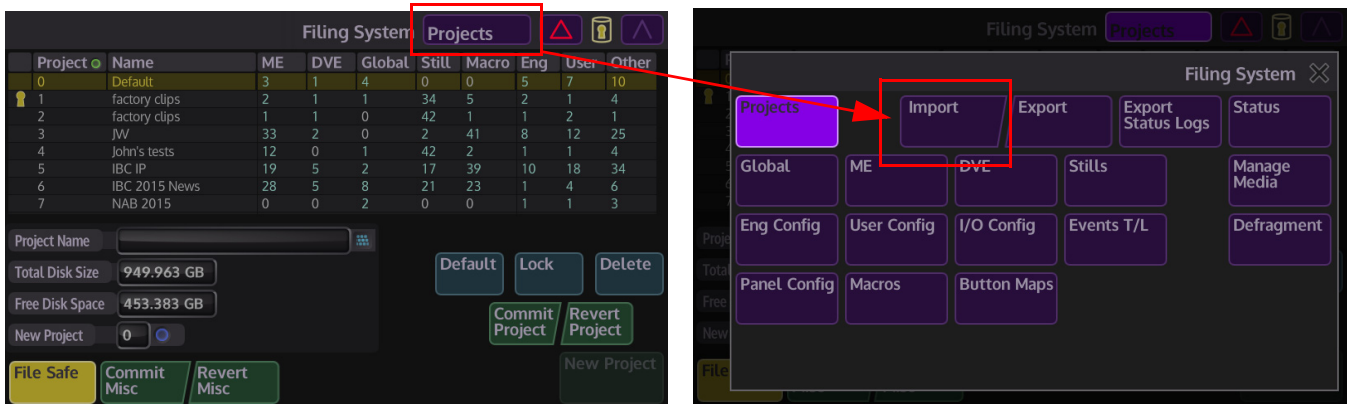 Filing System Projects
Project Name ME DVE Global Still Macro Eng User Other
0 Default 3 1 4 0 0 5 7 10
1 factory clips 2 1 1 34 5 2 1 4
2 factory clips 1 1 0 42 1 1 2 1
3 JW 33 2 0 2 41 8 12 25
4 John's tests 12 0 1 42 2 1 1 4
5 IBC IP 19 5 2 17 39 10 18 34
6 IBC 2015 News 28 5 8 21 23 1 4 6
7 NAB 2015 0 0 2 0 0 1 1 3
Project Name
Total Disk Size 949.963 GB
Free Disk Space 453.383 GB
New Project 0
Default Lock Delete
Commit Project Revert Project
File Safe Commit Misc Revert Misc New Project
Filing System Projects
Filing System
Projects Import Export Export Status Logs Status
Global ME DVE Stills Manage Media
Eng Config User Config I/O Config Events T/L Defragment
Panel Config Macros Button Maps
Proje
Total
Free
New
File